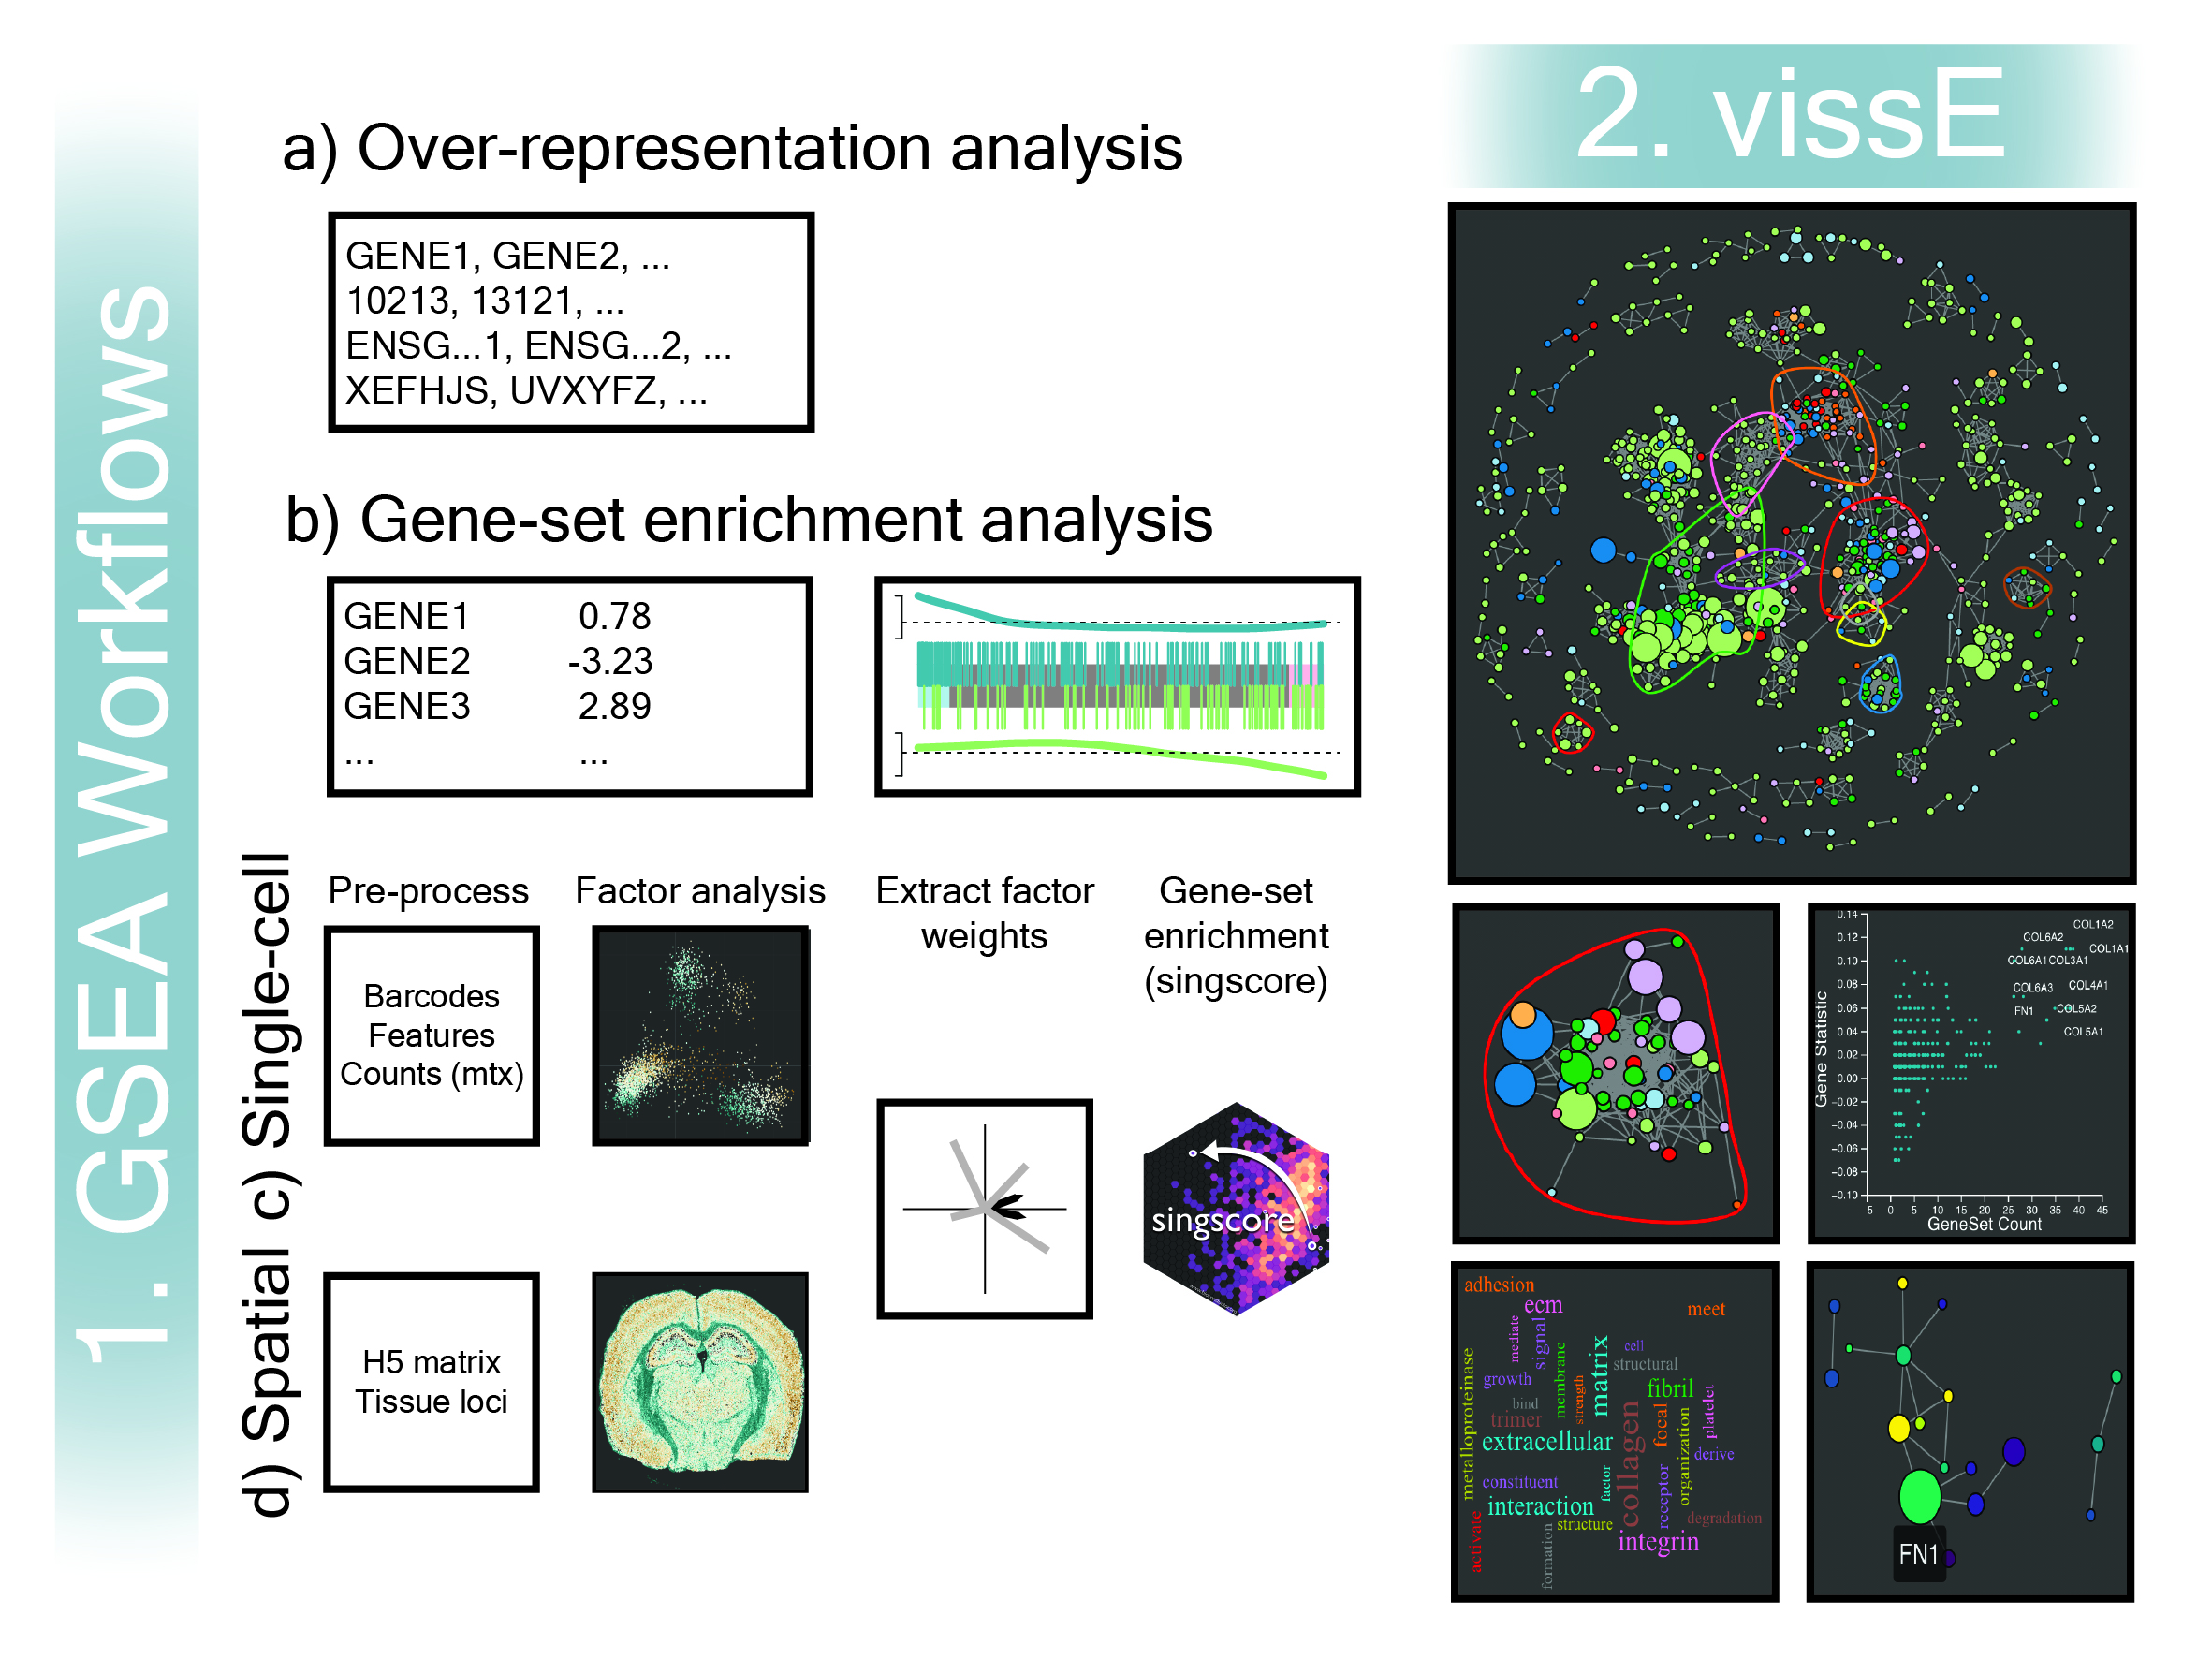 1. GSEA Workflows
a) Over-representation analysis
GENE1, GENE2, ...
10213, 13121, ...
ENSG...1, ENSG...2, ...
XEFHJS, UVXYFZ, ...
b) Gene-set enrichment analysis
GENE1 0.78
GENE2 -3.23
GENE3 2.89
... ...
c) Single-cell
Pre-process
Barcodes
Features
Counts (mtx)
Factor analysis
Extract factor
weights
Gene-set
enrichment
(singscore)
singscore
d) Spatial
H5 matrix
Tissue loci
2. vissE
Gene Statistic
0.14
0.12
0.10
0.08
0.06
0.04
0.02
0.00
−0.02
−0.04
−0.06
−0.08
−0.10
−5 0 5 10 15 20 25 30 35 40 45
GeneSet Count
COL1A2
COL6A2
COL1A1
COL6A1
COL3A1
COL6A3
COL4A1
FN1
COL5A2
COL5A1
adhesion
ecm
meet
mediate
signal
membrane
strength
matrix
cell
structural
metalloproteinase
growth
fibril
bind
trimer
focal
platelet
extracellular
collagen
organization
derive
constituent
factor
receptor
interaction
structure
degradation
activate
formation
integrin
FN1